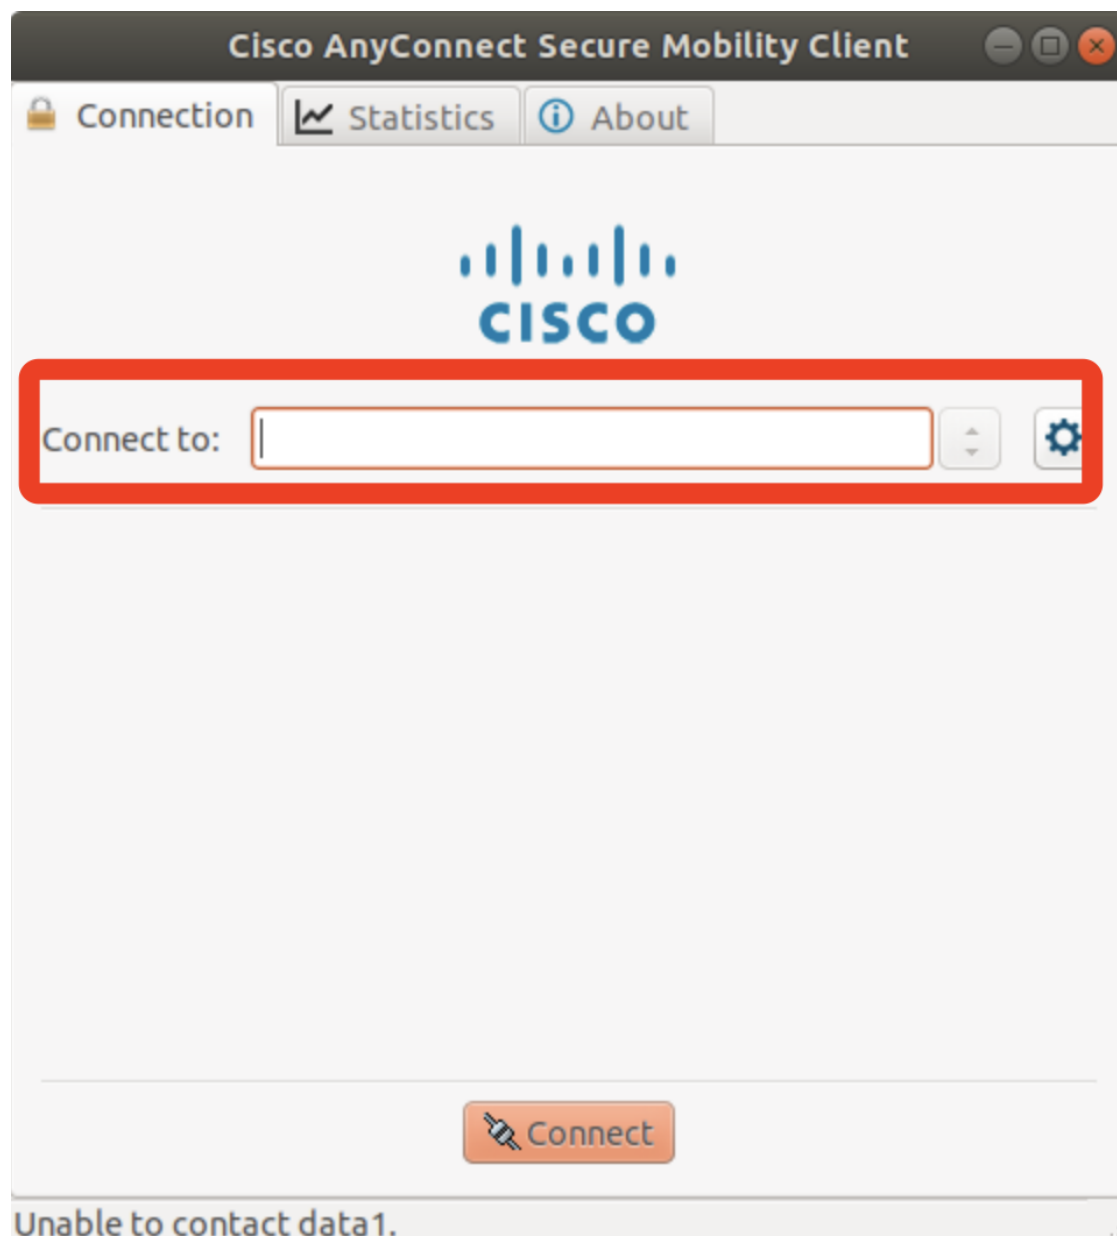 Cisco AnyConnect Secure Mobility Client
Connection Statistics About
CISCO
Connect to:
Connect
Unable to contact data1.